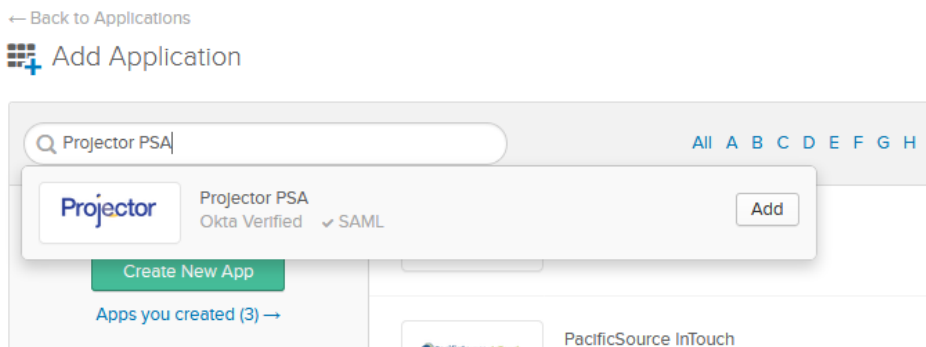 ← Back to Applications
Add Application
Projector PSA
All A B C D E F G H
Projector
Projector PSA
Okta Verified ✓ SAML
Add
Create New App
Apps you created (3) →
PacificSource InTouch